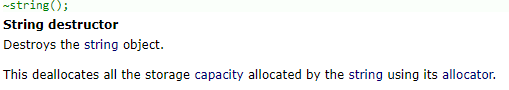 ~string();
String destructor
Destroys the string object.
This deallocates all the storage capacity allocated by the string using its allocator.